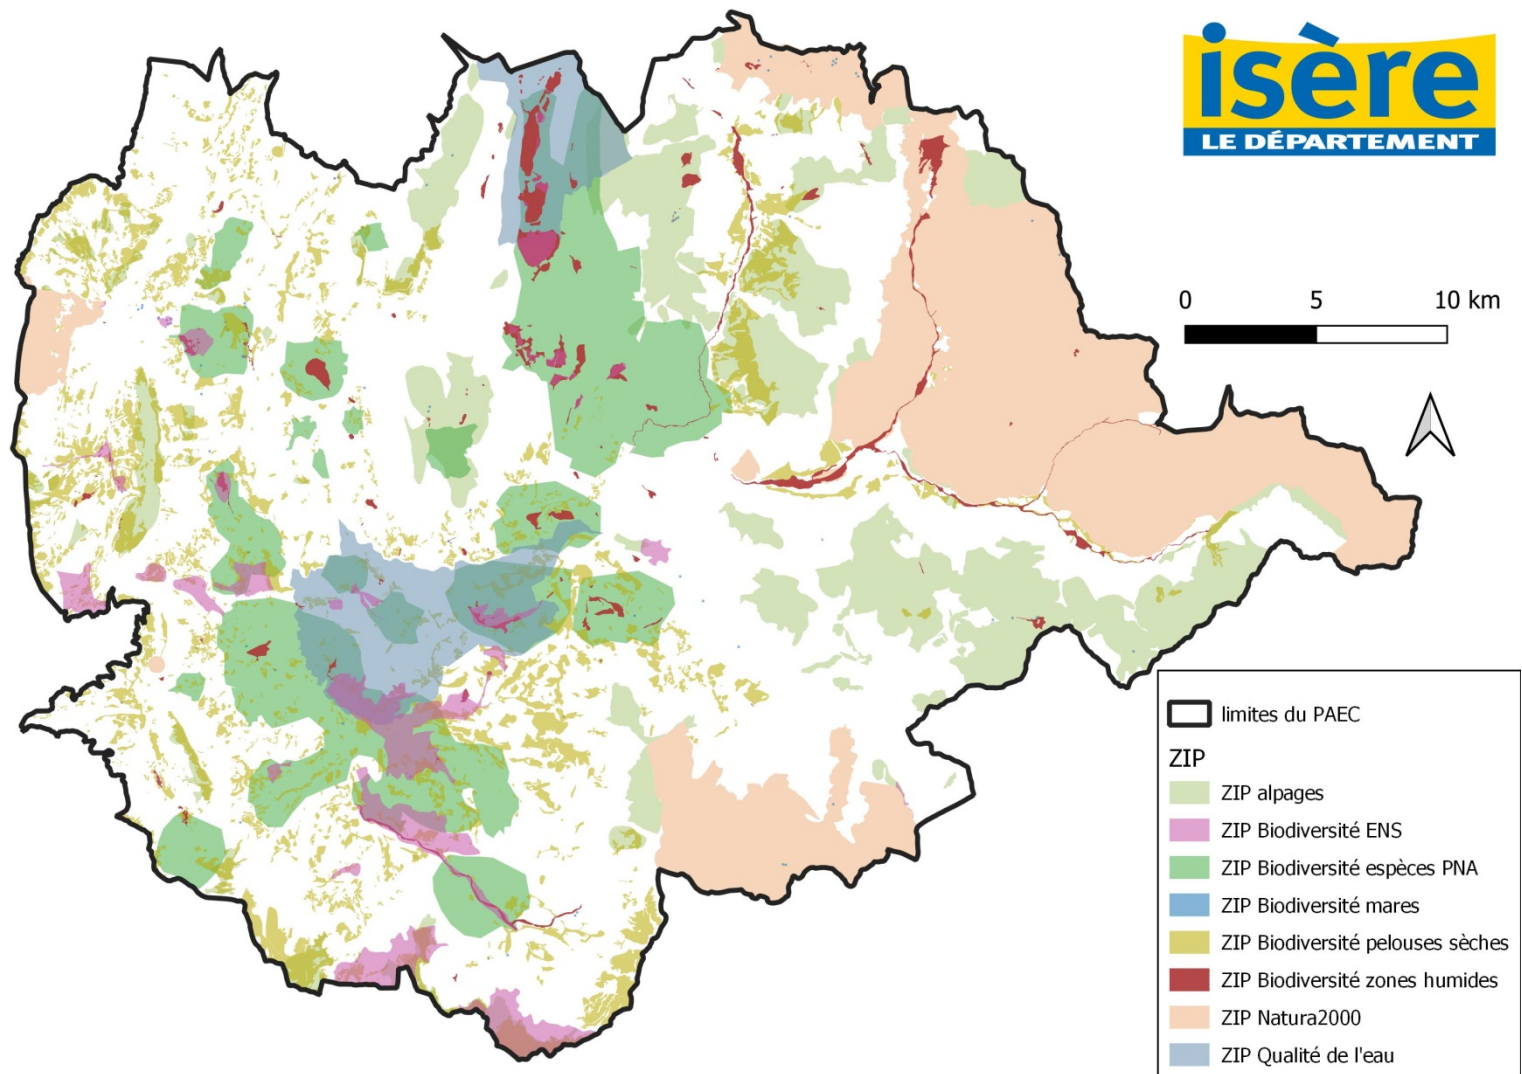 isère
LE DÉPARTEMENT
0 5 10 km
limites du PAEC
ZIP
ZIP alpages
ZIP Biodiversité ENS
ZIP Biodiversité espèces PNA
ZIP Biodiversité mares
ZIP Biodiversité pelouses sèches
ZIP Biodiversité zones humides
ZIP Natura2000
ZIP Qualité de l'eau